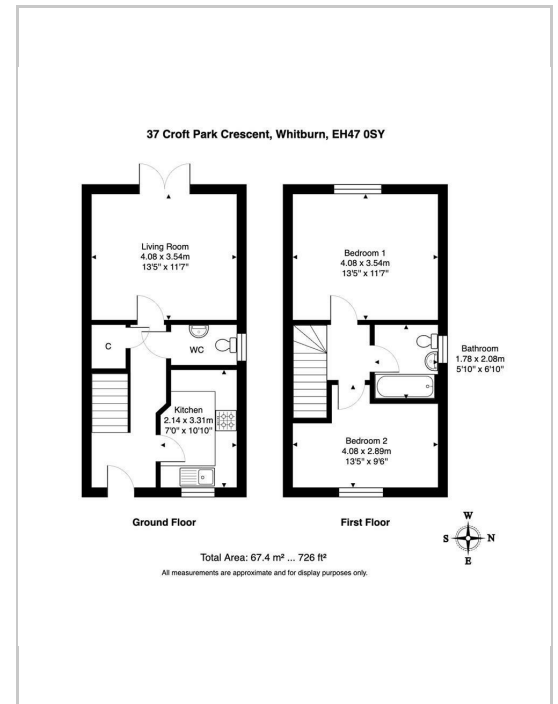 37 Croft Park Crescent, Whitburn, EH47 0SY
Living Room
4.08 x 3.54m
13'5" x 11'7"
C
WC
Kitchen
2.14 x 3.31m
7'0" x 10'10"
Ground Floor
Bedroom 1
4.08 x 3.54m
13'5" x 11'7"
Bathroom
1.78 x 2.08m
5'10" x 6'10"
Bedroom 2
4.08 x 2.89m
13'5" x 9'6"
First Floor
W
S
N
E
Total Area: 67.4 m² ... 726 ft²
All measurements are approximate and for display purposes only.